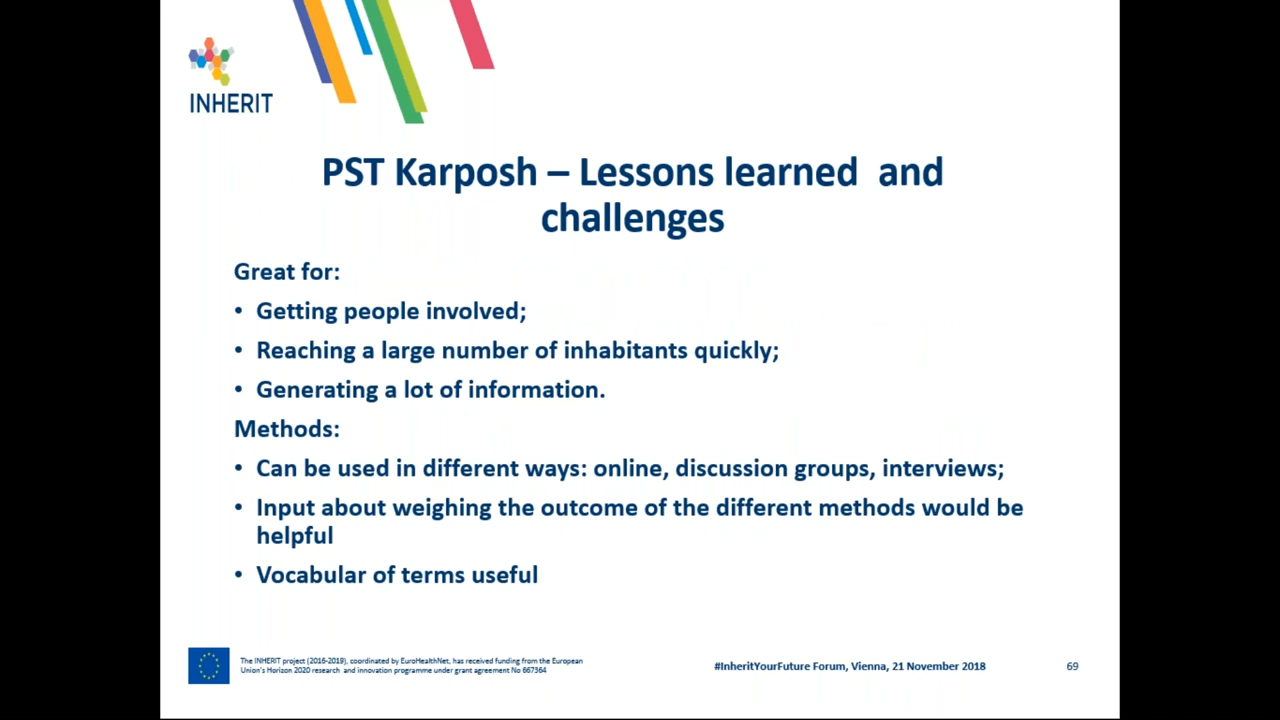 INHERIT
PST Karposh – Lessons learned and
challenges
Great for:
• Getting people involved;
• Reaching a large number of inhabitants quickly;
• Generating a lot of information.
Methods:
• Can be used in different ways: online, discussion groups, interviews;
• Input about weighing the outcome of the different methods would be
helpful
• Vocabular of terms useful
The INHERIT project (2016-2019), coordinated by EuroHealthNet, has received funding from the European
Union's Horizon 2020 research and innovation programme under grant agreement No 667364
#InheritYourFuture Forum, Vienna, 21 November 2018
69